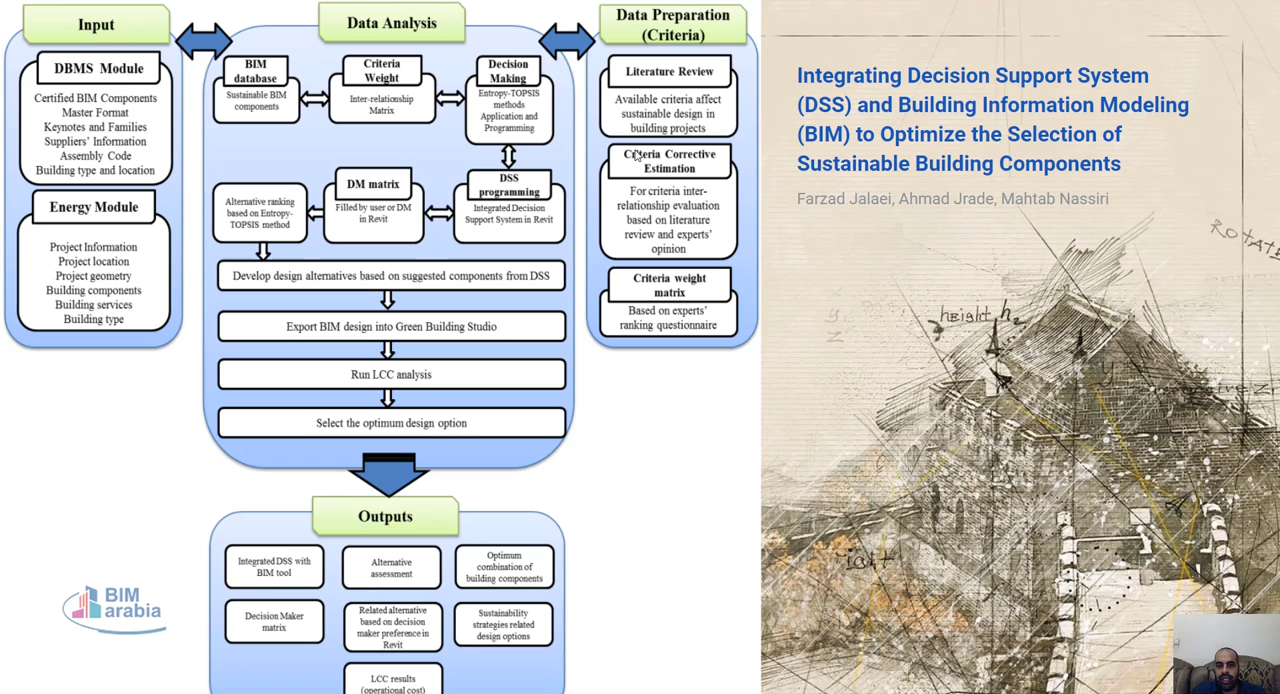 Input
DBMS Module
Certified BIM Components
Master Format
Keynotes and Families
Suppliers' Information
Assembly Code
Building type and location
Energy Module
Project Information
Project location
Project geometry
Building components
Building services
Building type
Data Analysis
BIM
database
Sustainable BIM
components
Criteria
Weight
Inter-relationship
Matrix
Decision
Making
Entropy-TOPSIS
methods
Application and
Programming
Alternative ranking
based on Entropy-
TOPSIS method
DM matrix
Filled by user or DM
in Revit
DSS
programming
Integrated Decision
Support System in Revit
Develop design alternatives based on suggested components from DSS
Export BIM design into Green Building Studio
Run LCC analysis
Select the optimum design option
Data Preparation
(Criteria)
Literature Review
Available criteria affect
sustainable design in
building projects
Criteria Corrective
Estimation
For criteria inter-
relationship evaluation
based on literature
review and experts'
opinion
Criteria weight
matrix
Based on experts'
ranking questionnaire
Outputs
Integrated DSS with
BIM tool
Alternative
assessment
Optimum
combination of
building components
Decision Maker
matrix
Related alternative
based on decision
maker preference in
Revit
Sustainability
strategies related
design options
LCC results
(operational cost)
BIM
arabia
Integrating Decision Support System
(DSS) and Building Information Modeling
(BIM) to Optimize the Selection of
Sustainable Building Components
Farzad Jalaei, Ahmad Jrade, Mahtab Nassiri
height h2